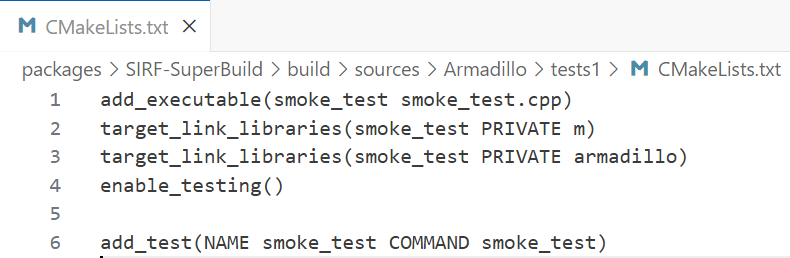 CMakeLists.txt
packages > SIRF-SuperBuild > build > sources > Armadillo > tests1 > CMakeLists.txt
1 add_executable(smoke_test smoke_test.cpp)
2 target_link_libraries(smoke_test PRIVATE m)
3 target_link_libraries(smoke_test PRIVATE armadillo)
4 enable_testing()
5
6 add_test(NAME smoke_test COMMAND smoke_test)